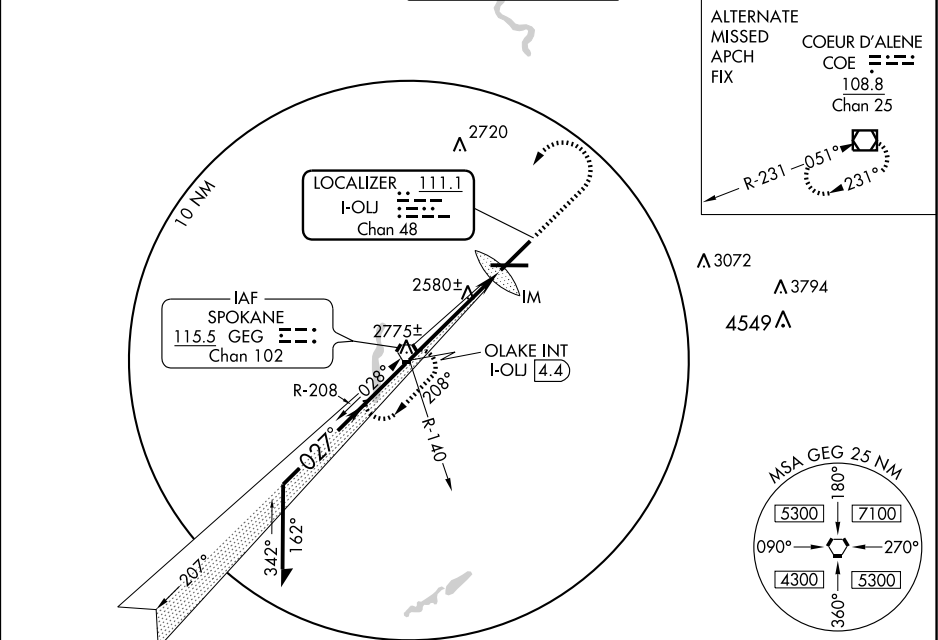 ALTERNATE
MISSED
APCH
FIX
COEUR D'ALENE
COE
108.8
Chan 25
R-231
051°
231°
10 NM
2720
LOCALIZER 111.1
I-OLJ
Chan 48
3072
3794
4549
2580±
IM
IAF
SPOKANE
115.5 GEG
Chan 102
2775±
OLAKE INT
I-OLJ 4.4
R-208
028°
208°
R-140
027°
342°
162°
207°
MSA GEG 25 NM
180°
5300
7100
090°
270°
4300
5300
360°